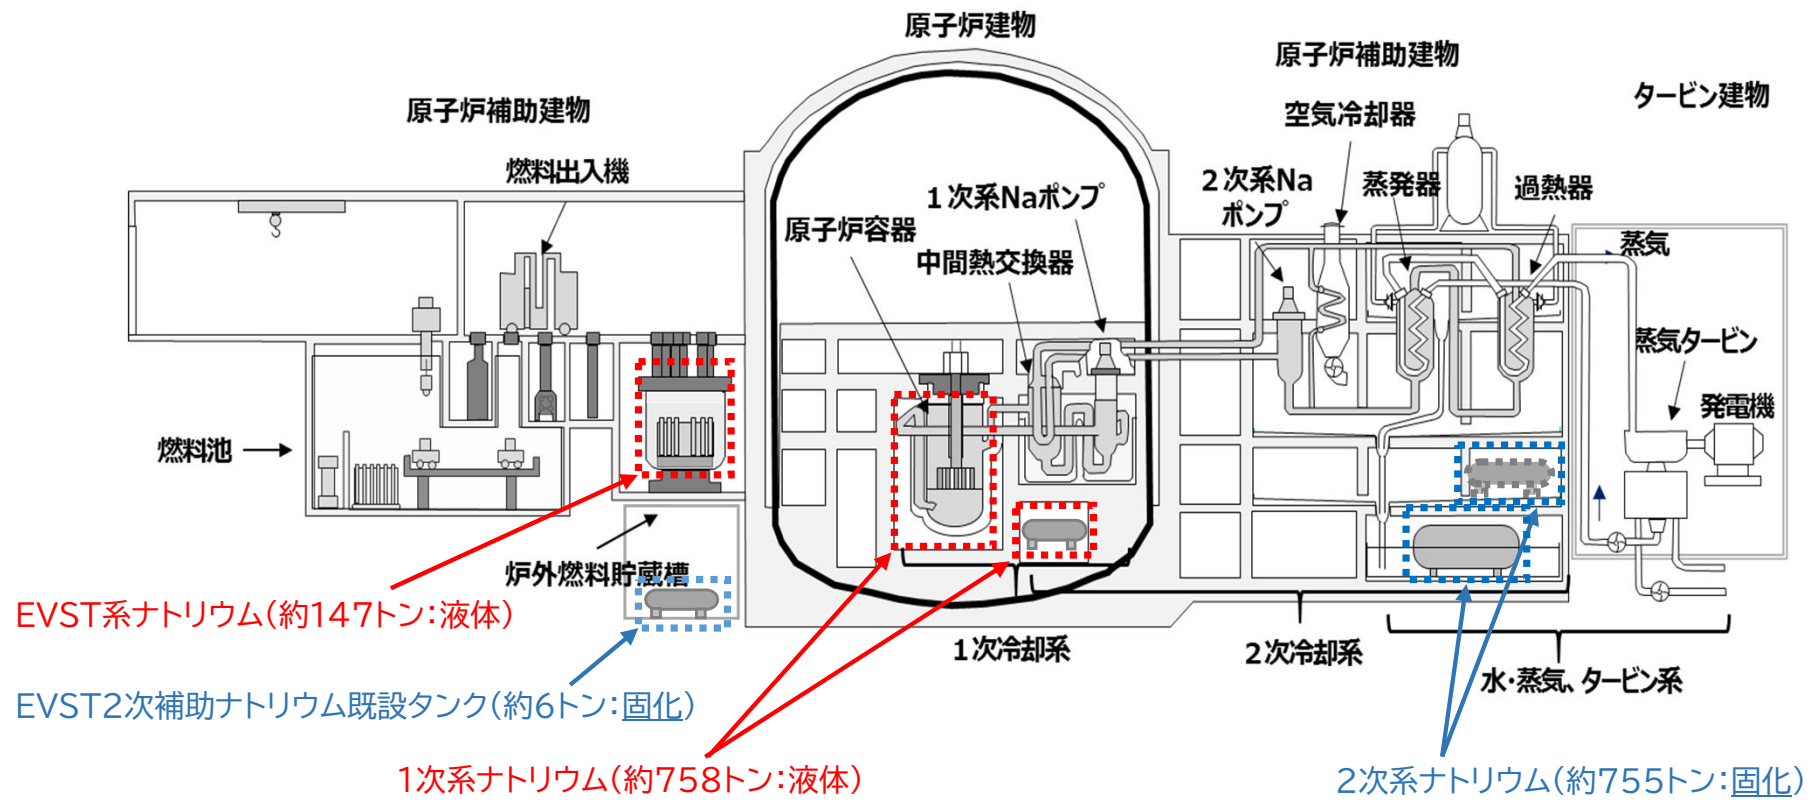 原子炉建物
原子炉補助建物
空気冷却器
タービン建物
原子炉補助建物
燃料出入機
1次系Naポンプ
2次系Na
ポンプ
蒸発器
過熱器
原子炉容器
中間熱交換器
蒸気
蒸気タービン
発電機
燃料池
炉外燃料貯蔵槽
EVST系ナトリウム(約147トン:液体)
1次冷却系
2次冷却系
水・蒸気、タービン系
EVST2次補助ナトリウム既設タンク(約6トン:固化)
1次系ナトリウム(約758トン:液体)
2次系ナトリウム(約755トン:固化)